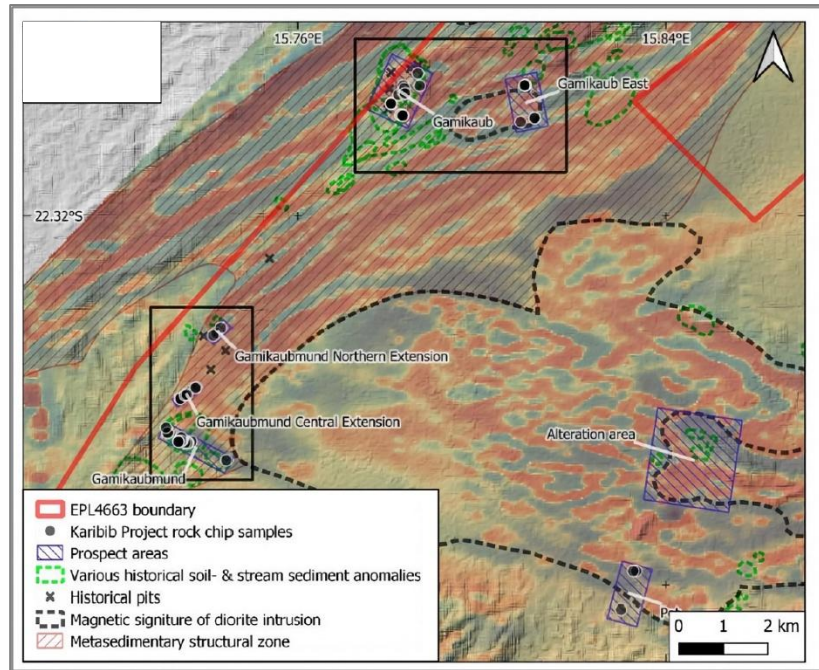 15.76°E
15.84°E
Gamikaub East
Gamikaub
22.32°S
Gamikaubmund Northern Extension
Gamikaubmund Central Extension
Alteration area
Gamikaubmund
EPL4663 boundary
Karibib Project rock chip samples
Prospect areas
Various historical soil- & stream sediment anomalies
Historical pits
Magnetic signiture of diorite intrusion
Metasedimentary structural zone
0 1 2 km